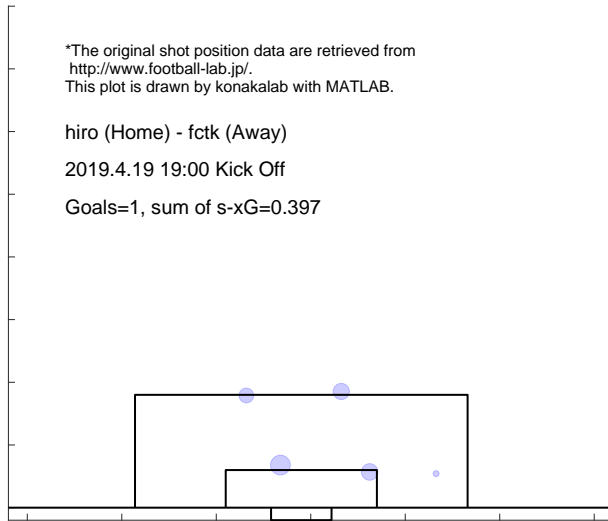 *The original shot position data are retrieved from
http://www.football-lab.jp/.
This plot is drawn by konakalab with MATLAB.
hiro (Home) - fctk (Away)
2019.4.19 19:00 Kick Off
Goals=1, sum of s-xG=0.397